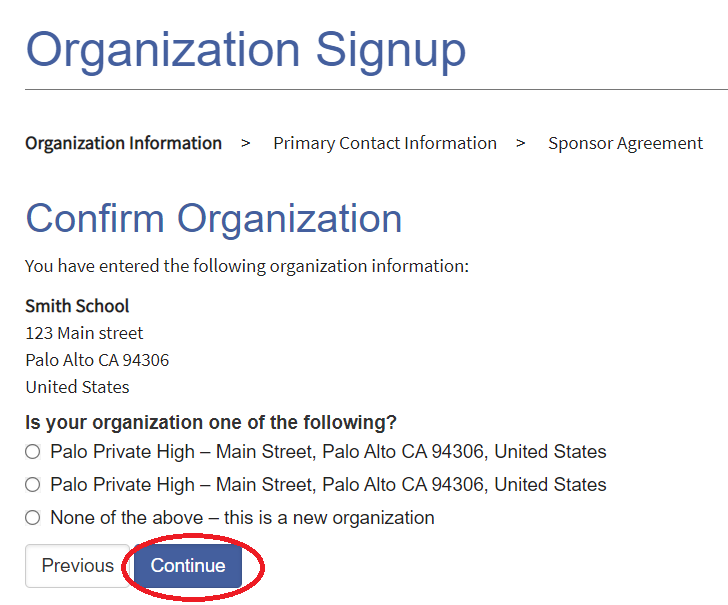 Organization Signup
Organization Information > Primary Contact Information > Sponsor Agreement
Confirm Organization
You have entered the following organization information:
Smith School
123 Main street
Palo Alto CA 94306
United States
Is your organization one of the following?
Palo Private High – Main Street, Palo Alto CA 94306, United States
Palo Private High – Main Street, Palo Alto CA 94306, United States
None of the above – this is a new organization
Previous Continue